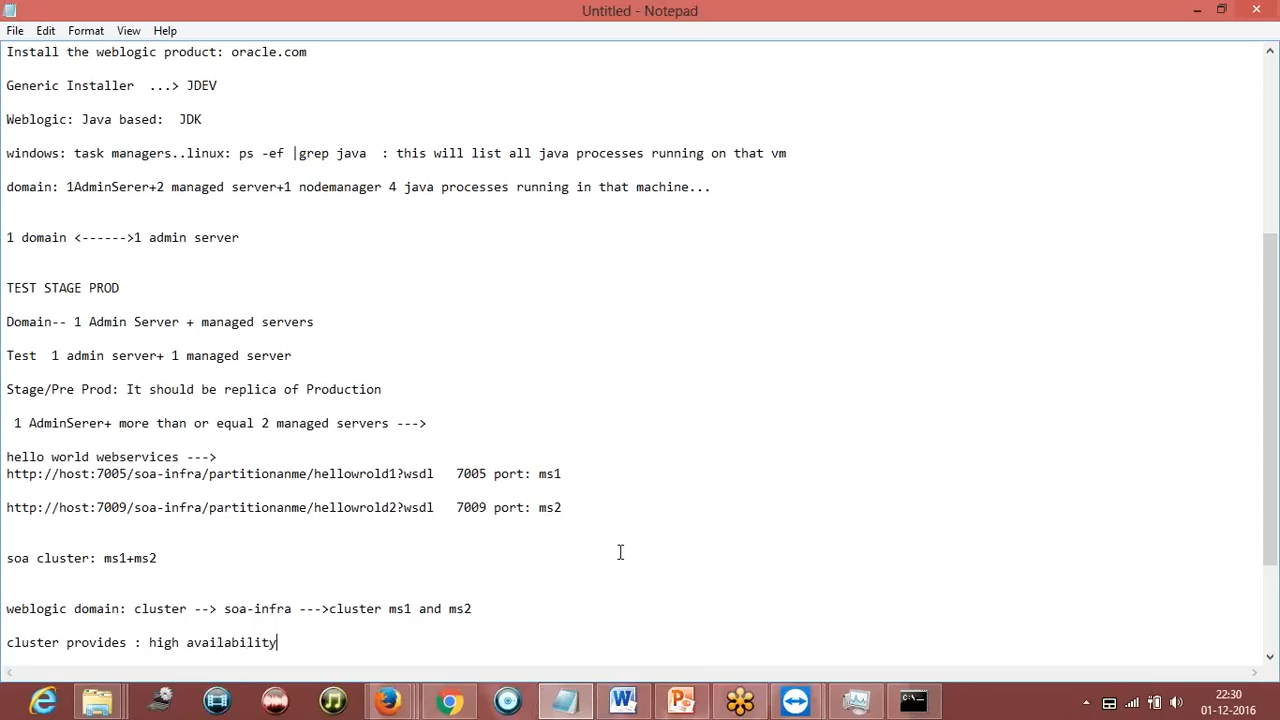 Untitled - Notepad
File Edit Format View Help
Install the weblogic product: oracle.com
Generic Installer  ...> JDEV
Weblogic: Java based:  JDK
windows: task managers..linux: ps -ef |grep java  : this will list all java processes running on that vm
domain: 1AdminSerer+2 managed server+1 nodemanager 4 java processes running in that machine...
1 domain <------>1 admin server
TEST STAGE PROD
Domain-- 1 Admin Server + managed servers
Test  1 admin server+ 1 managed server
Stage/Pre Prod: It should be replica of Production
1 AdminSerer+ more than or equal 2 managed servers --->
hello world webservices --->
http://host:7005/soa-infra/partitionanme/hellowrold1?wsdl   7005 port: ms1
http://host:7009/soa-infra/partitionanme/hellowrold2?wsdl   7009 port: ms2
soa cluster: ms1+ms2
weblogic domain: cluster --> soa-infra --->cluster ms1 and ms2
cluster provides : high availability
22:30
01-12-2016